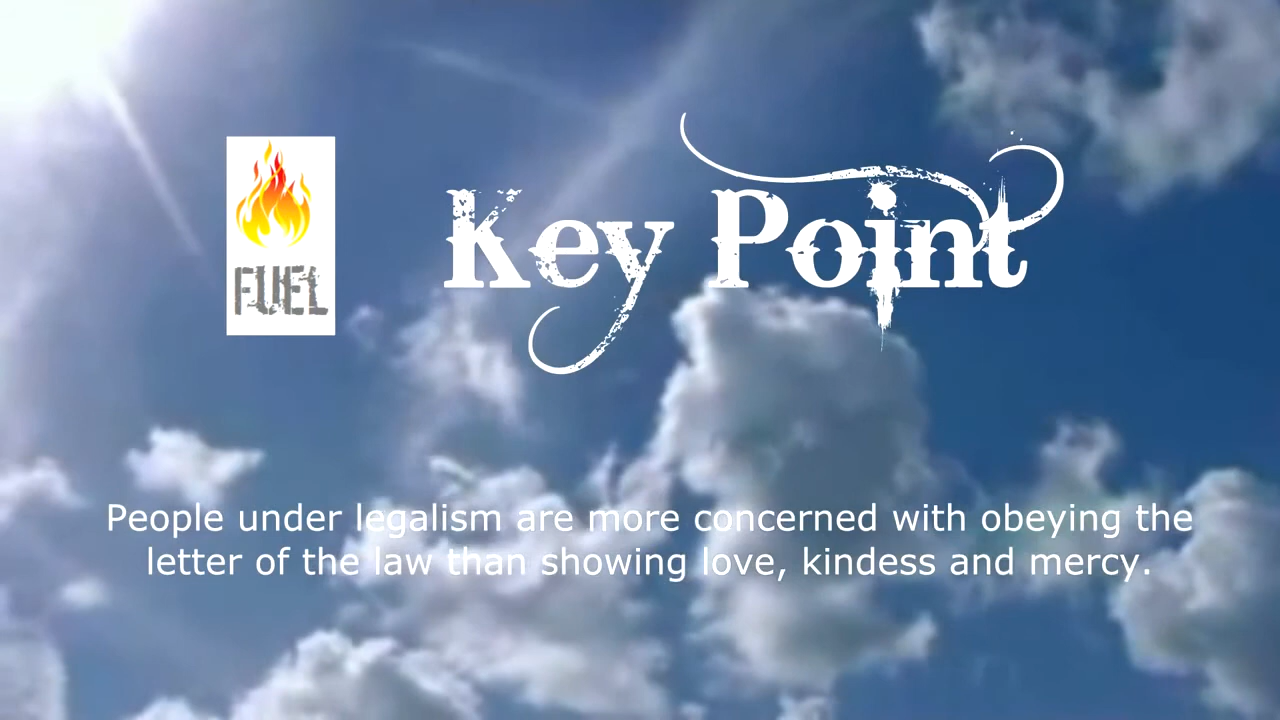 FUEL
Key Point
People under legalism are more concerned with obeying the
letter of the law than showing love, kindess and mercy.